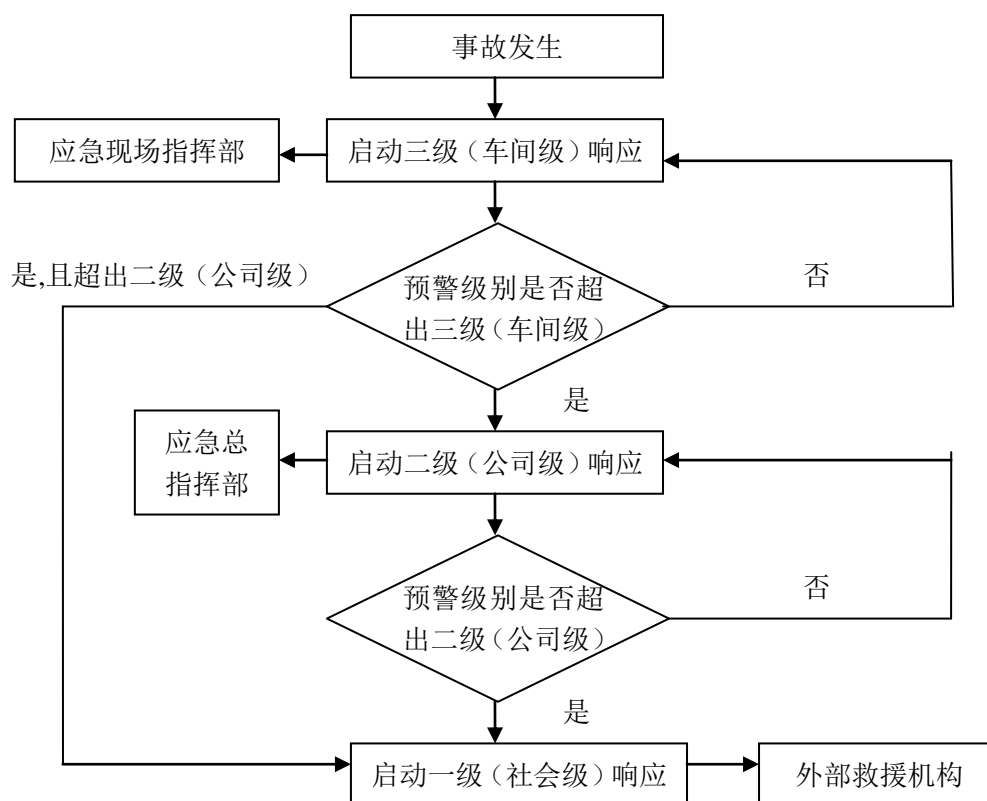 事故发生
应急现场指挥部
启动三级（车间级）响应
是,且超出二级（公司级）
预警级别是否超
出三级（车间级）
否
是
应急总
指挥部
启动二级（公司级）响应
预警级别是否超
出二级（公司级）
否
是
启动一级（社会级）响应
外部救援机构